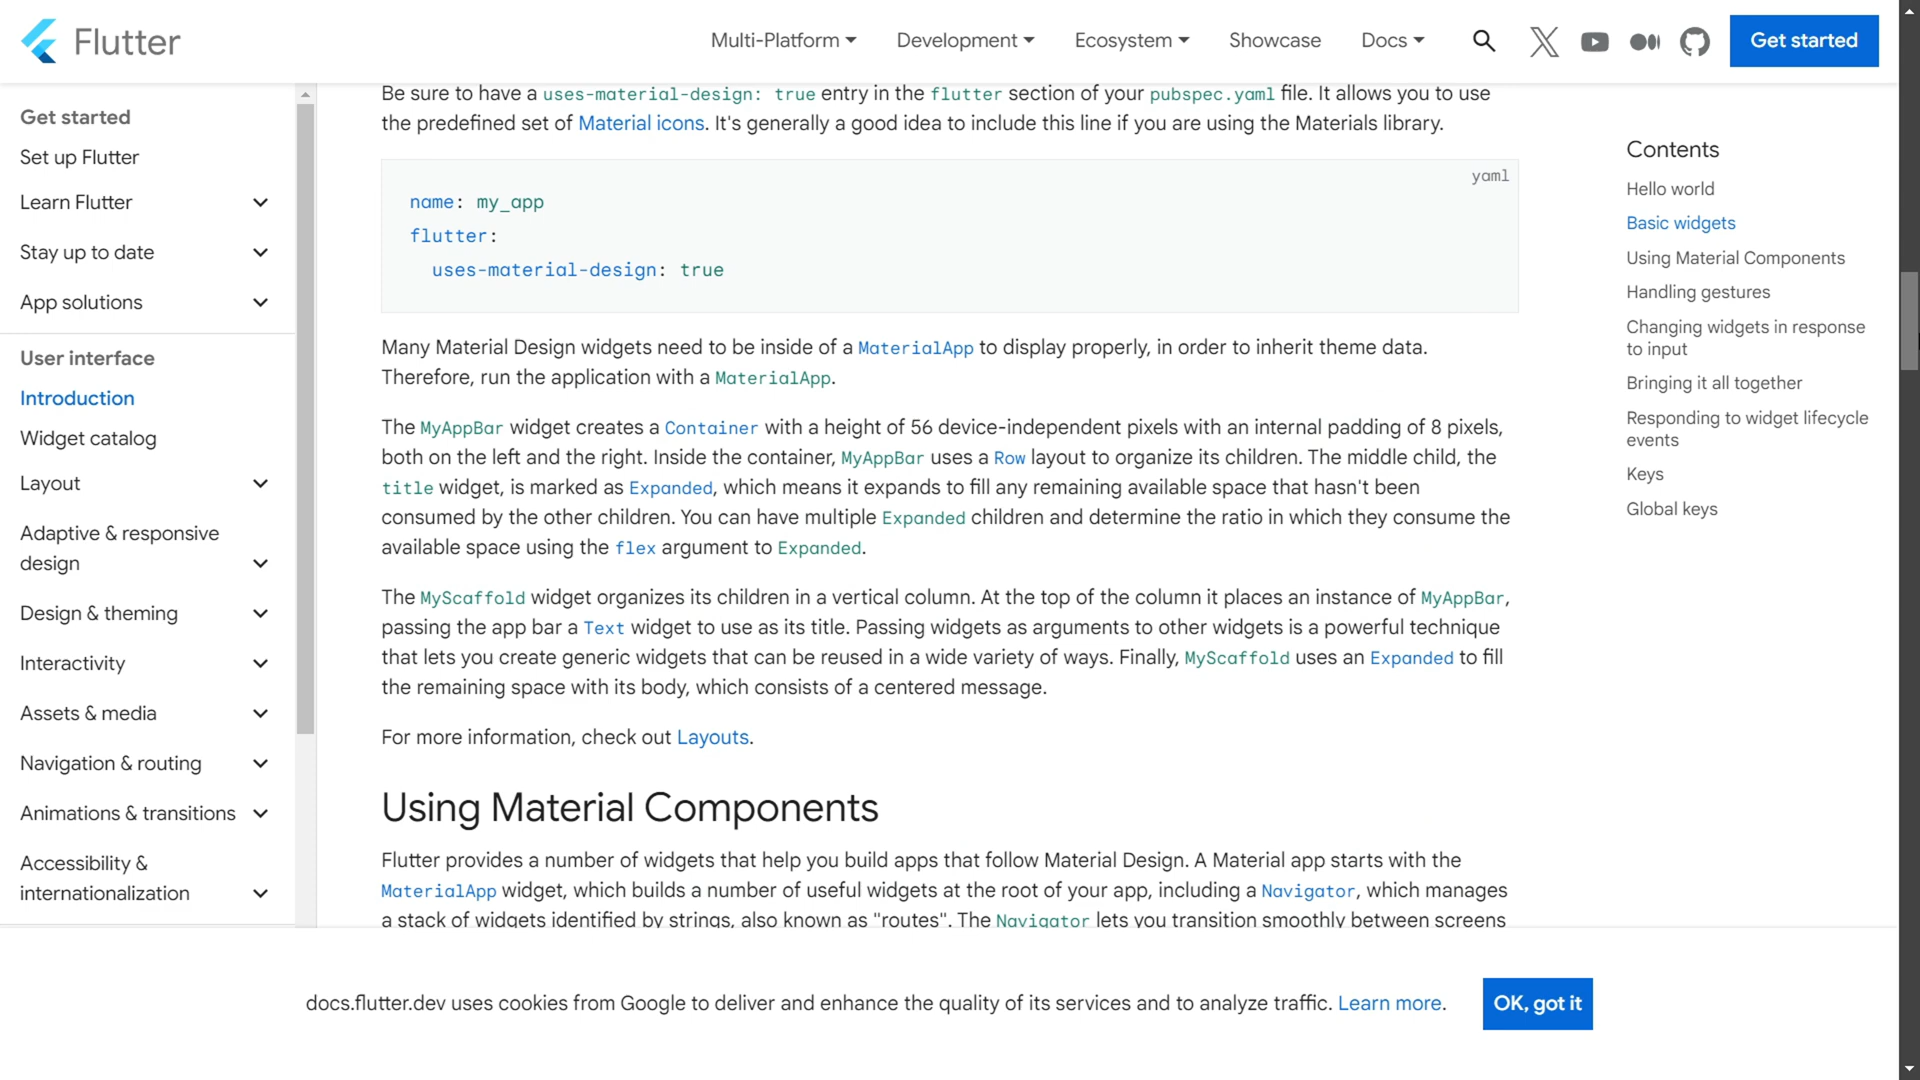 Flutter
Multi-Platform
Development
Ecosystem
Showcase
Docs
Get started
Get started
Set up Flutter
Learn Flutter
Stay up to date
App solutions
User interface
Introduction
Widget catalog
Layout
Adaptive & responsive
design
Design & theming
Interactivity
Assets & media
Navigation & routing
Animations & transitions
Accessibility &
internationalization
Be sure to have a uses-material-design: true entry in the flutter section of your pubspec.yaml file. It allows you to use
the predefined set of Material icons. It's generally a good idea to include this line if you are using the Materials library.
yaml
name: my_app
flutter:
  uses-material-design: true
Many Material Design widgets need to be inside of a MaterialApp to display properly, in order to inherit theme data.
Therefore, run the application with a MaterialApp.
The MyAppBar widget creates a Container with a height of 56 device-independent pixels with an internal padding of 8 pixels,
both on the left and the right. Inside the container, MyAppBar uses a Row layout to organize its children. The middle child, the
title widget, is marked as Expanded, which means it expands to fill any remaining available space that hasn't been
consumed by the other children. You can have multiple Expanded children and determine the ratio in which they consume the
available space using the flex argument to Expanded.
The MyScaffold widget organizes its children in a vertical column. At the top of the column it places an instance of MyAppBar,
passing the app bar a Text widget to use as its title. Passing widgets as arguments to other widgets is a powerful technique
that lets you create generic widgets that can be reused in a wide variety of ways. Finally, MyScaffold uses an Expanded to fill
the remaining space with its body, which consists of a centered message.
For more information, check out Layouts.
Using Material Components
Flutter provides a number of widgets that help you build apps that follow Material Design. A Material app starts with the
MaterialApp widget, which builds a number of useful widgets at the root of your app, including a Navigator, which manages
a stack of widgets identified by strings, also known as "routes". The Navigator lets you transition smoothly between screens
Contents
Hello world
Basic widgets
Using Material Components
Handling gestures
Changing widgets in response
to input
Bringing it all together
Responding to widget lifecycle
events
Keys
Global keys
docs.flutter.dev uses cookies from Google to deliver and enhance the quality of its services and to analyze traffic. Learn more.
OK, got it